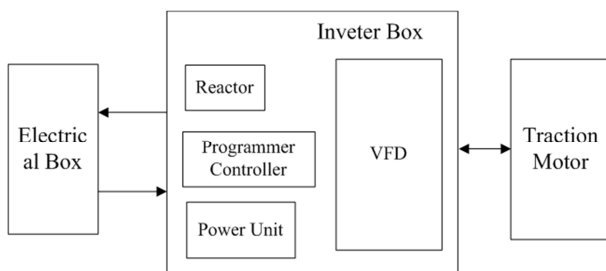 Inveter Box
Electric
al Box
Reactor
Programmer
Controller
Power Unit
VFD
Traction
Motor